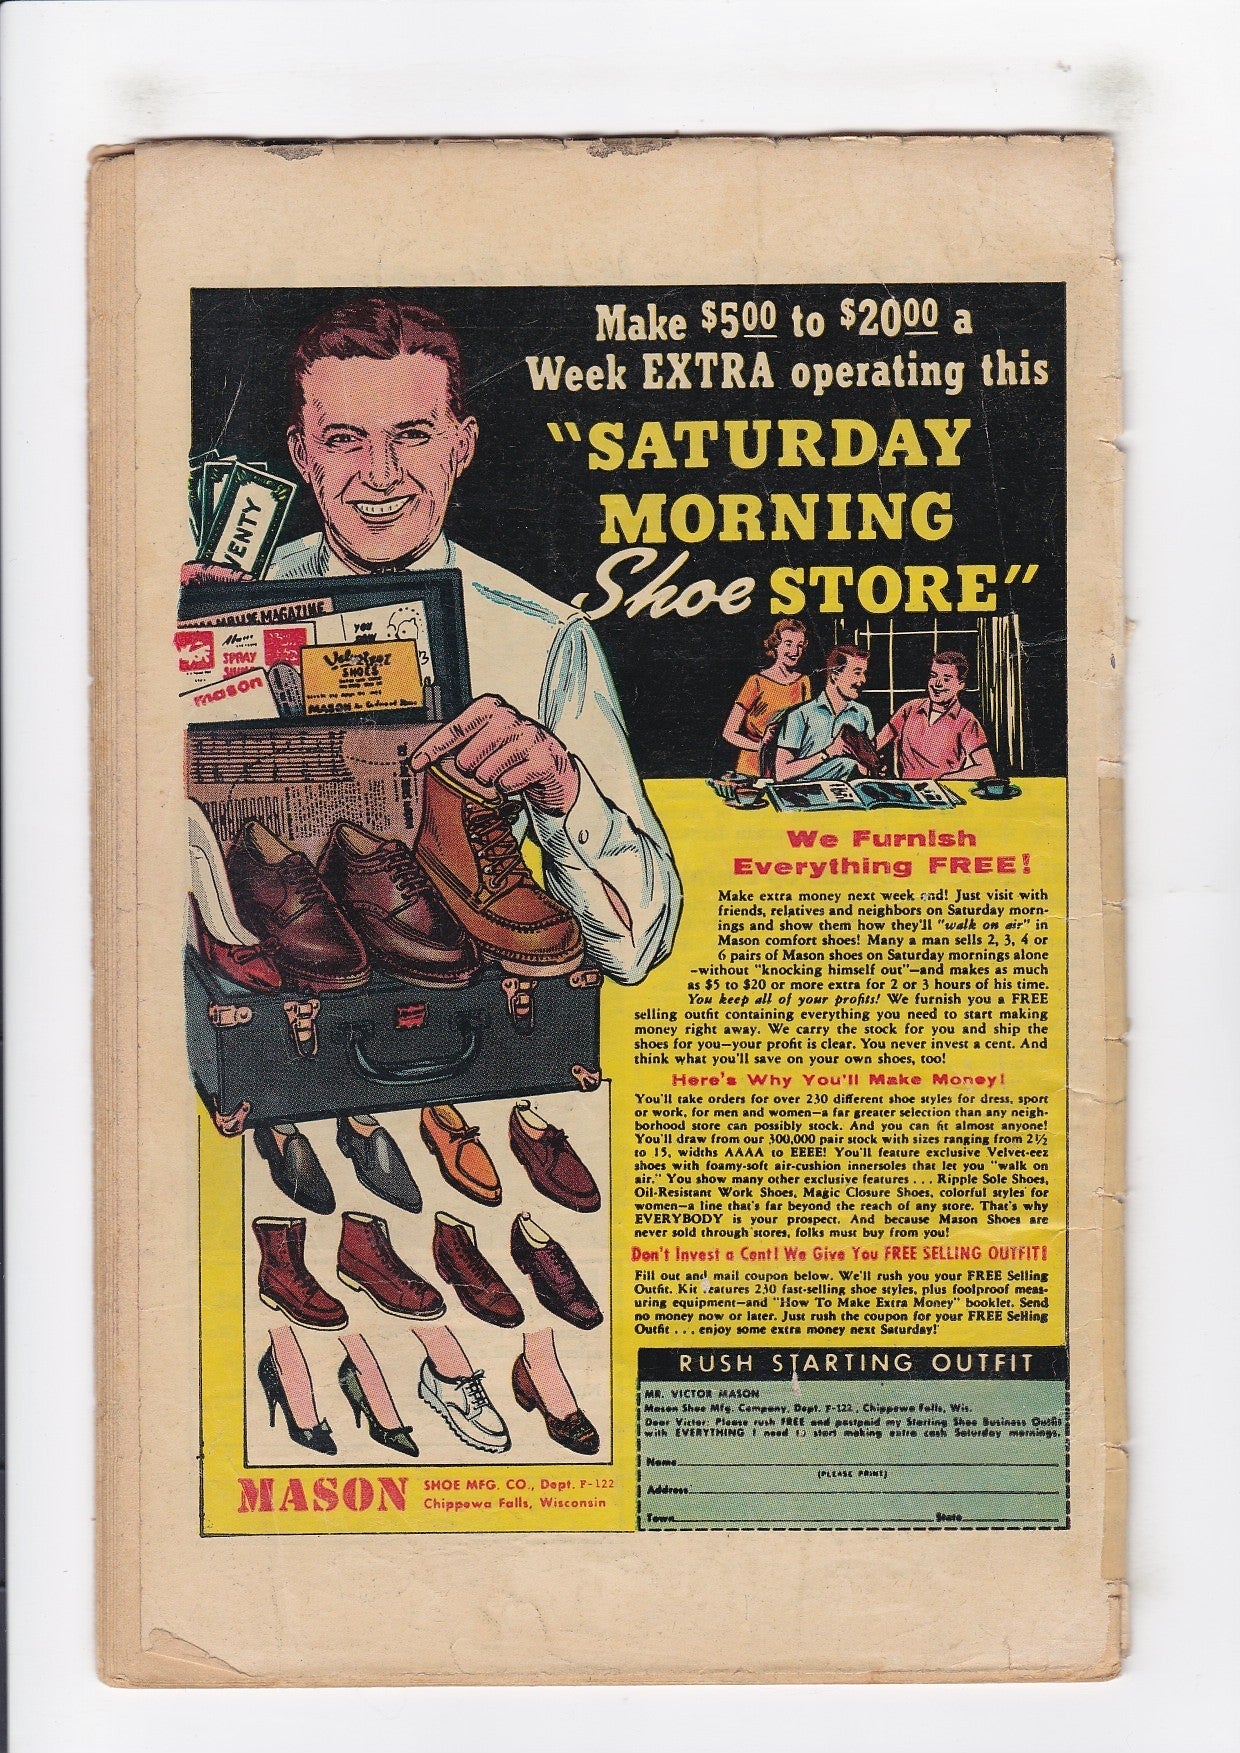 Make $5.00 to $20.00 a
Week EXTRA operating this
"SATURDAY
MORNING
Shoe STORE"
VENTY
MAGAZINE
YOU
SPRAY
SHINE
mason
Velvet-eez
SHOES
MASON
We Furnish
Everything FREE!
Make extra money next week end! Just visit with
friends, relatives and neighbors on Saturday morn-
ings and show them how they'll "walk on air" in
Mason comfort shoes! Many a man sells 2, 3, 4 or
6 pairs of Mason shoes on Saturday mornings alone
-without "knocking himself out"-and makes as much
as $5 to $20 or more extra for 2 or 3 hours of his time.
You keep all of your profits! We furnish you a FREE
selling outfit containing everything you need to start making
money right away. We carry the stock for you and ship the
shoes for you—your profit is clear. You never invest a cent. And
think what you'll save on your own shoes, too!
Here's Why You'll Make Money!
You'll take orders for over 230 different shoe styles for dress, sport
or work, for men and women—a far greater selection than any neigh-
borhood store can possibly stock. And you can fit almost anyone!
You'll draw from our 300,000 pair stock with sizes ranging from 2½
to 15, widths AAAA to EEEE! You'll feature exclusive Velvet-eez
shoes with foamy-soft air-cushion innersoles that let you "walk on
air." You show many other exclusive features . . . Ripple Sole Shoes,
Oil-Resistant Work Shoes, Magic Closure Shoes, colorful styles for
women—a line that's far beyond the reach of any store. That's why
EVERYBODY is your prospect. And because Mason Shoes are
never sold through stores, folks must buy from you!
Don't Invest a Cent! We Give You FREE SELLING OUTFIT!
Fill out and mail coupon below. We'll rush you your FREE Selling
Outfit. Kit features 230 fast-selling shoe styles, plus foolproof meas-
uring equipment—and "How To Make Extra Money" booklet. Send
no money now or later. Just rush the coupon for your FREE Selling
Outfit . . . enjoy some extra money next Saturday!
RUSH STARTING OUTFIT
MR. VICTOR MASON
Mason Shoe Mfg. Company, Dept. F-122, Chippewa Falls, Wis.
Dear Victor: Please rush FREE and postpaid my Starting Shoe Business Outfit
with EVERYTHING I need to start making extra cash Saturday mornings.
Name
(PLEASE PRINT)
Address
Town State
MASON SHOE MFG. CO., Dept. F-122
Chippewa Falls, Wisconsin